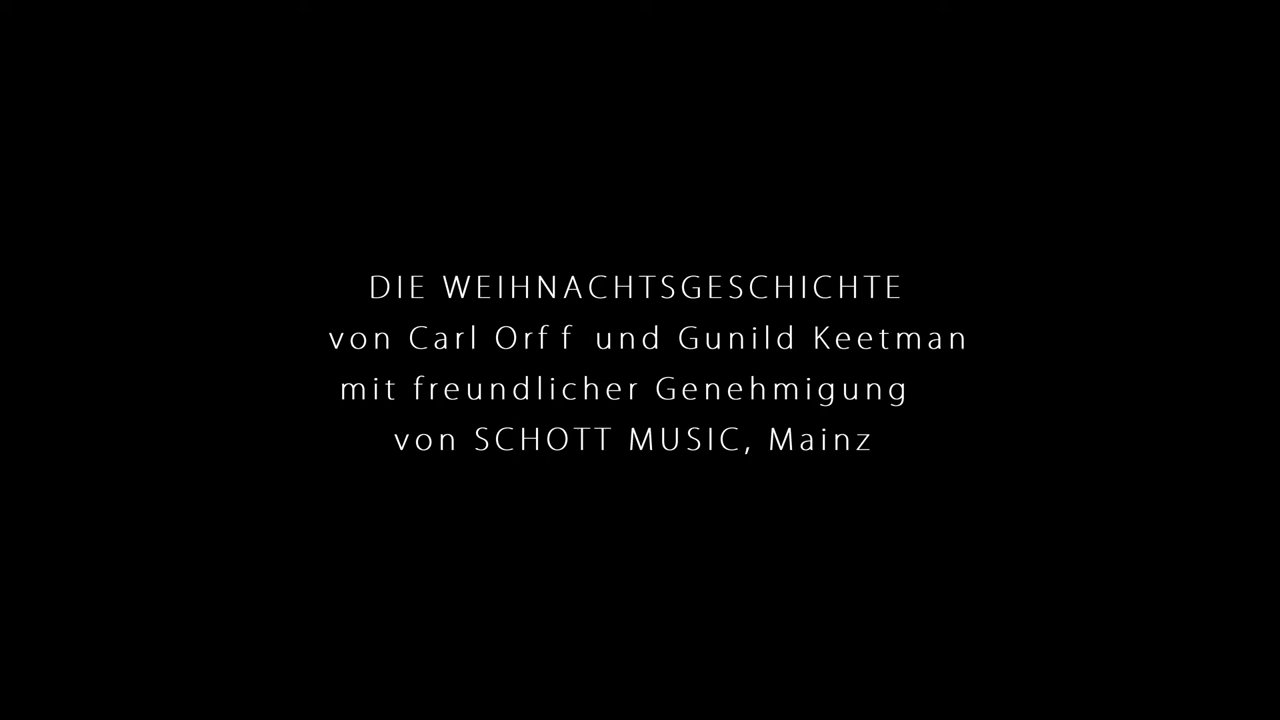 DIE WEIHNACHTSGESCHICHTE
von Carl Orff und Gunild Keetman
mit freundlicher Genehmigung
von SCHOTT MUSIC, Mainz